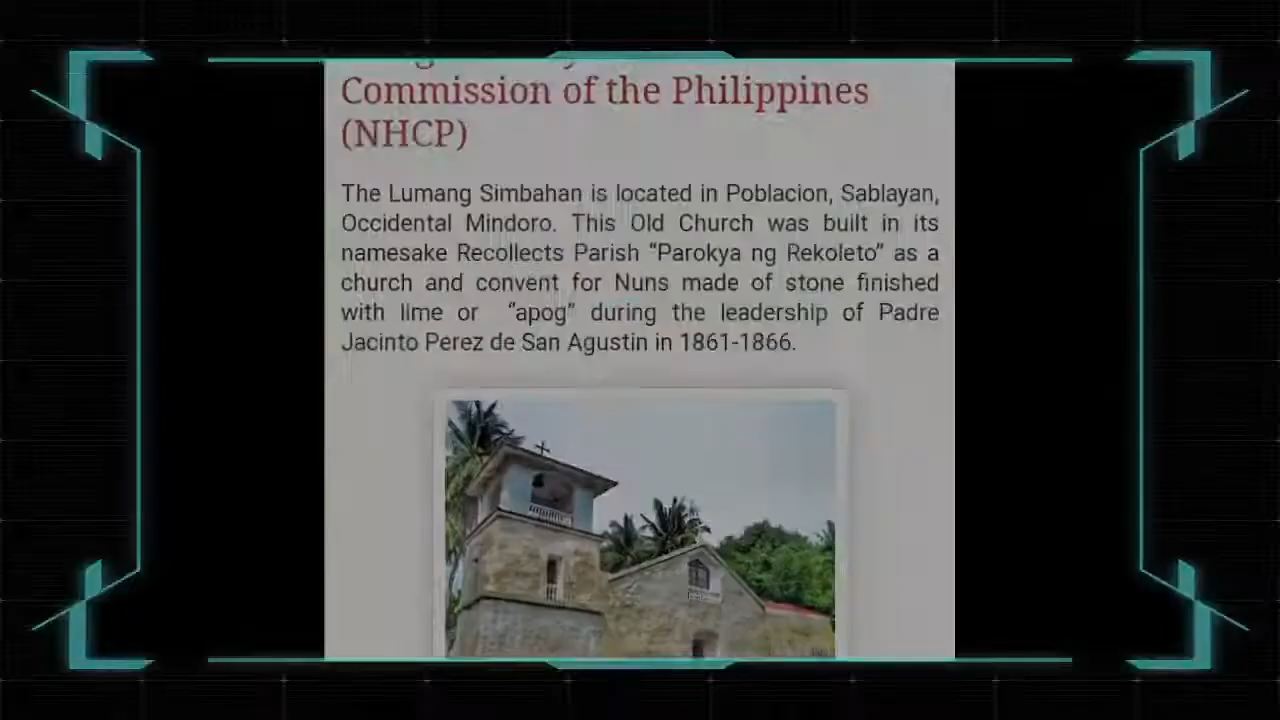 Commission of the Philippines
(NHCP)
The Lumang Simbahan is located in Poblacion, Sablayan,
Occidental Mindoro. This Old Church was built in its
namesake Recollects Parish “Parokya ng Rekoleto” as a
church and convent for Nuns made of stone finished
with lime or “apog” during the leadership of Padre
Jacinto Perez de San Agustin in 1861-1866.